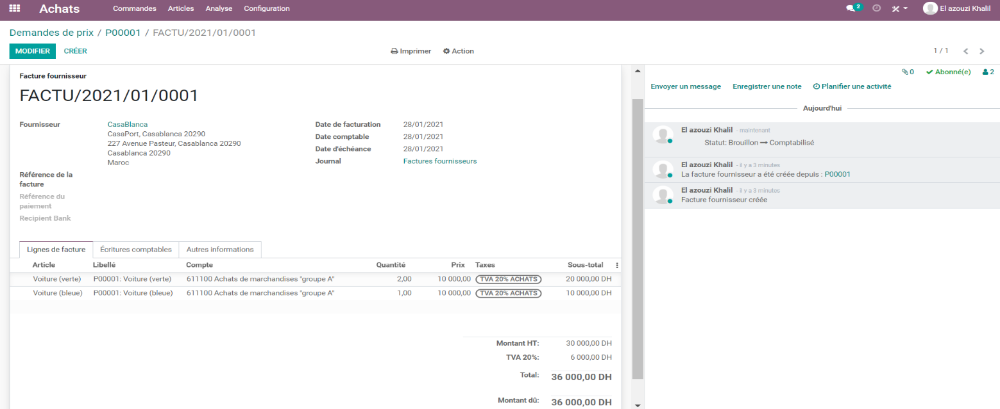 Achats Commandes Articles Analyse Configuration 2 El azouzi Khalil
Demandes de prix / P00001 / FACTU/2021/01/0001
MODIFIER CRÉER Imprimer Action 1 / 1
Facture fournisseur
FACTU/2021/01/0001
Fournisseur CasaBlanca
CasaPort, Casablanca 20290
227 Avenue Pasteur, Casablanca 20290
Casablanca 20290
Maroc
Date de facturation 28/01/2021
Date comptable 28/01/2021
Date d'échéance 28/01/2021
Journal Factures fournisseurs
Référence de la
facture
Référence du
paiement
Recipient Bank
Lignes de facture Écritures comptables Autres informations
Article Libellé Compte Quantité Prix Taxes Sous-total
Voiture (verte) P00001: Voiture (verte) 611100 Achats de marchandises "groupe A" 2,00 10 000,00 TVA 20% ACHATS 20 000,00 DH
Voiture (bleue) P00001: Voiture (bleue) 611100 Achats de marchandises "groupe A" 1,00 10 000,00 TVA 20% ACHATS 10 000,00 DH
Montant HT: 30 000,00 DH
TVA 20%: 6 000,00 DH
Total: 36 000,00 DH
Montant dû: 36 000,00 DH
0 Abonné(e) 2
Envoyer un message Enregistrer une note Planifier une activité
Aujourd'hui
El azouzi Khalil - maintenant
Statut: Brouillon → Comptabilisé
El azouzi Khalil - il y a 3 minutes
La facture fournisseur a été créée depuis : P00001
El azouzi Khalil - il y a 3 minutes
Facture fournisseur créée